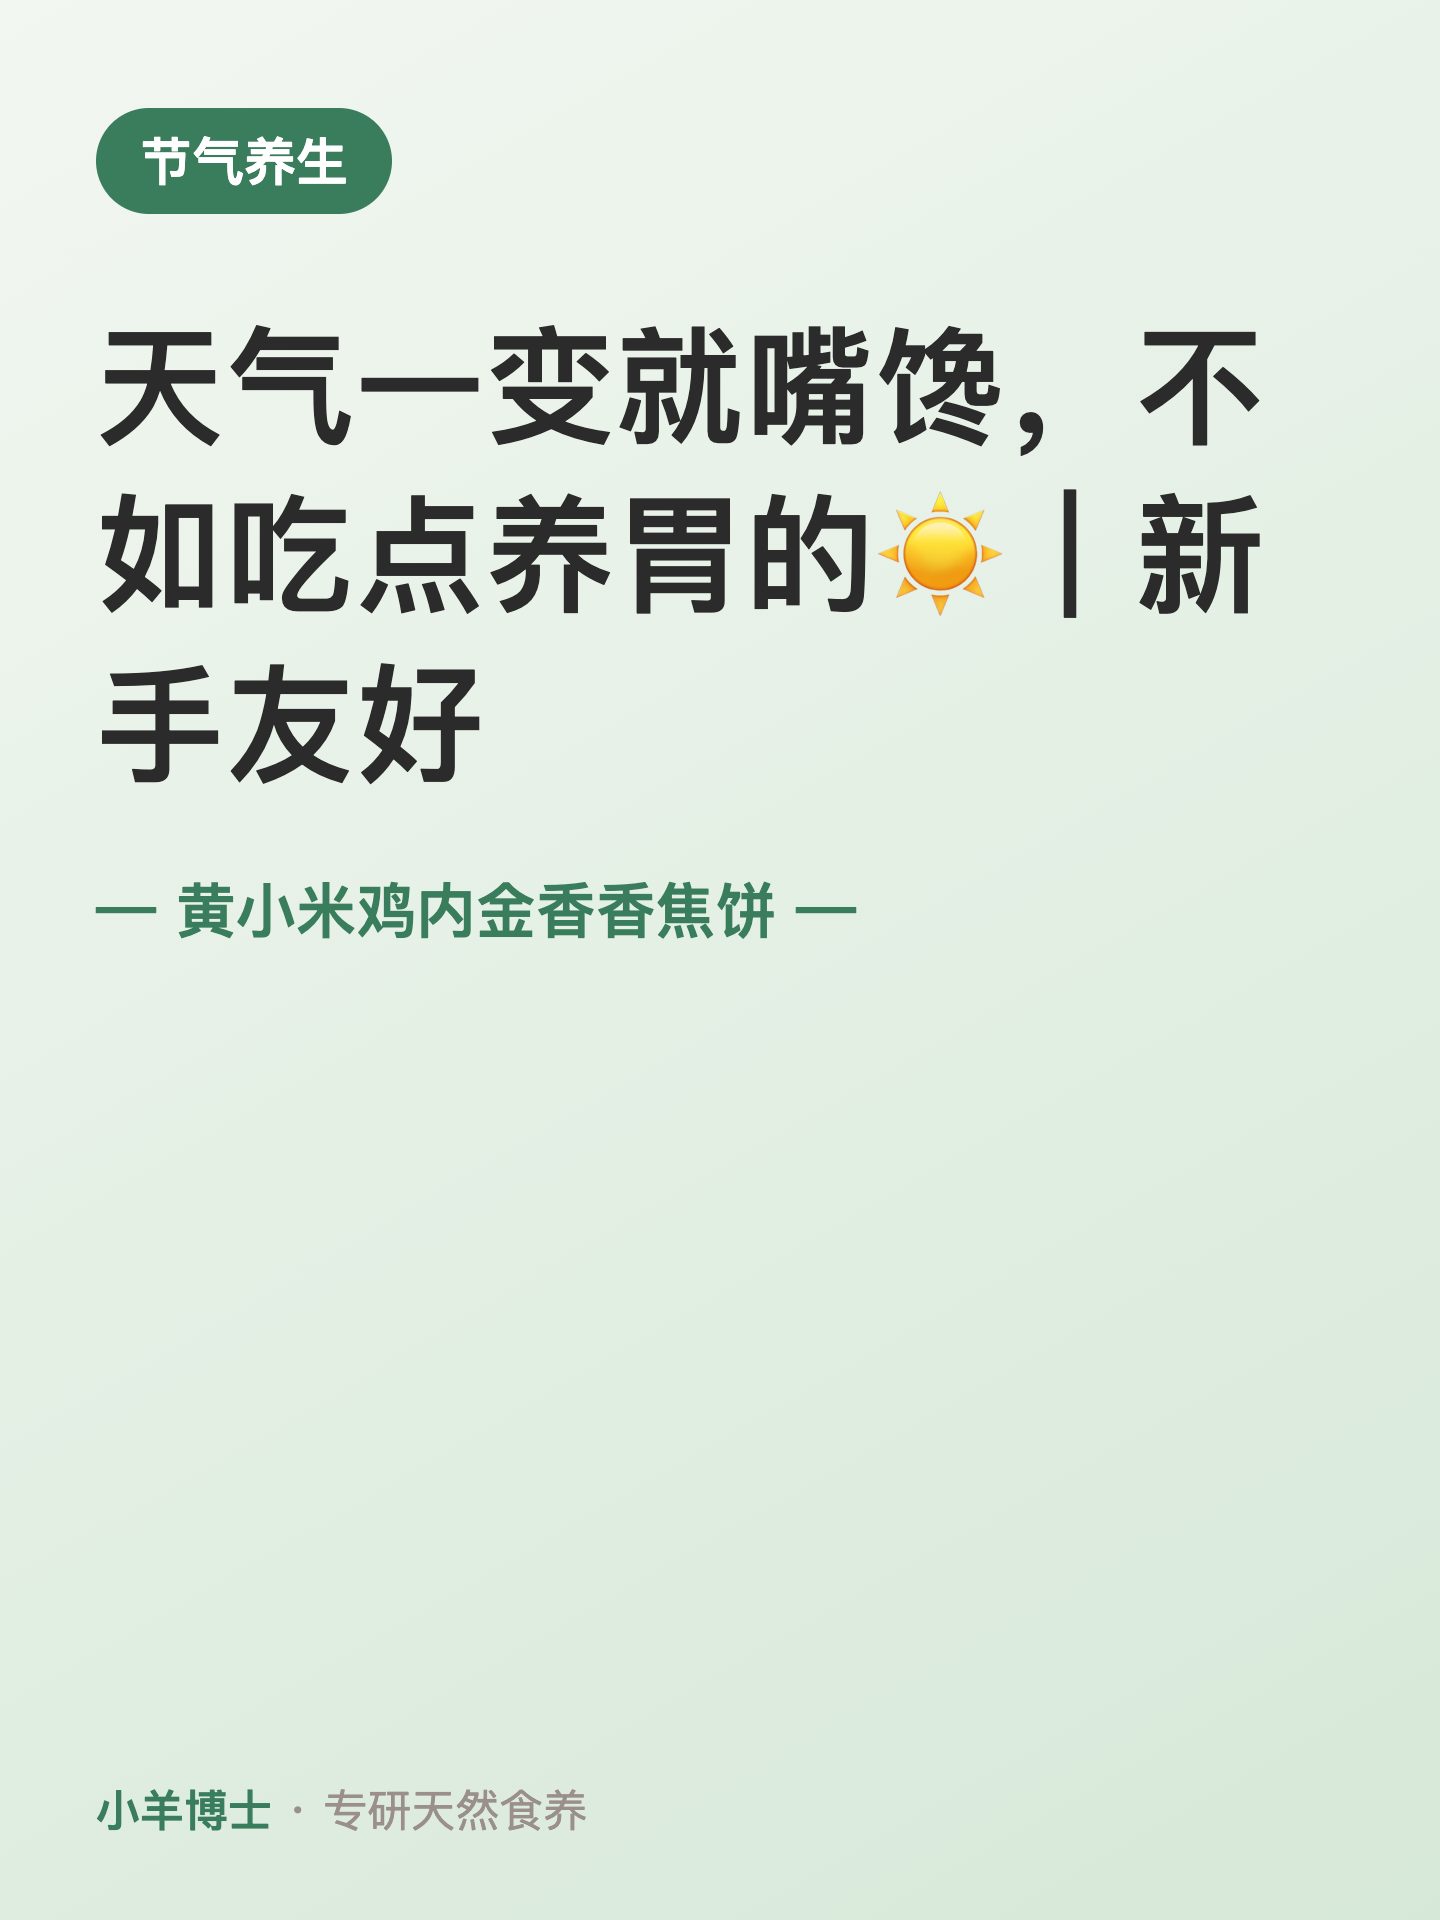 节气养生
天气一变就嘴馋，不
如吃点养胃的☀️｜新
手友好
— 黄小米鸡内金香香焦饼 —
小羊博士 · 专研天然食养